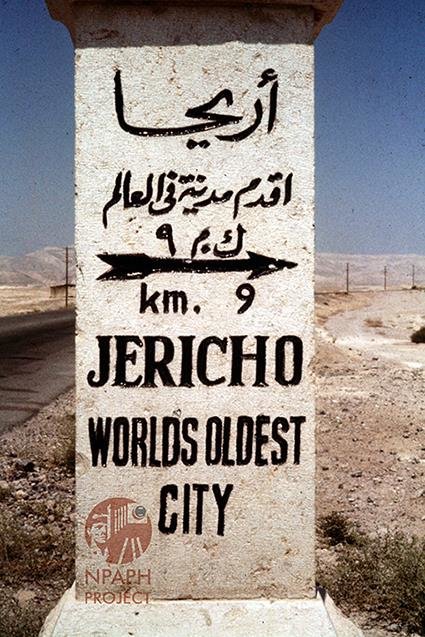 أريحا
اقدم مدينة في العالم
ك.م ٩
km. 9
JERICHO
WORLDS OLDEST
CITY
NPAPH
PROJECT